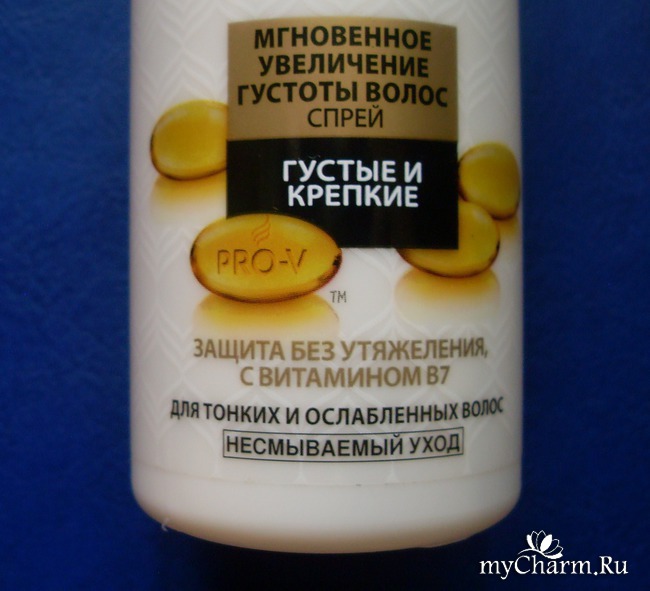 МГНОВЕННОЕ
УВЕЛИЧЕНИЕ
ГУСТОТЫ ВОЛОС
СПРЕЙ
ГУСТЫЕ И
КРЕПКИЕ
PRO-V
TM
ЗАЩИТА БЕЗ УТЯЖЕЛЕНИЯ,
С ВИТАМИНОМ B7
ДЛЯ ТОНКИХ И ОСЛАБЛЕННЫХ ВОЛОС
НЕСМЫВАЕМЫЙ УХОД
myCharm.Ru